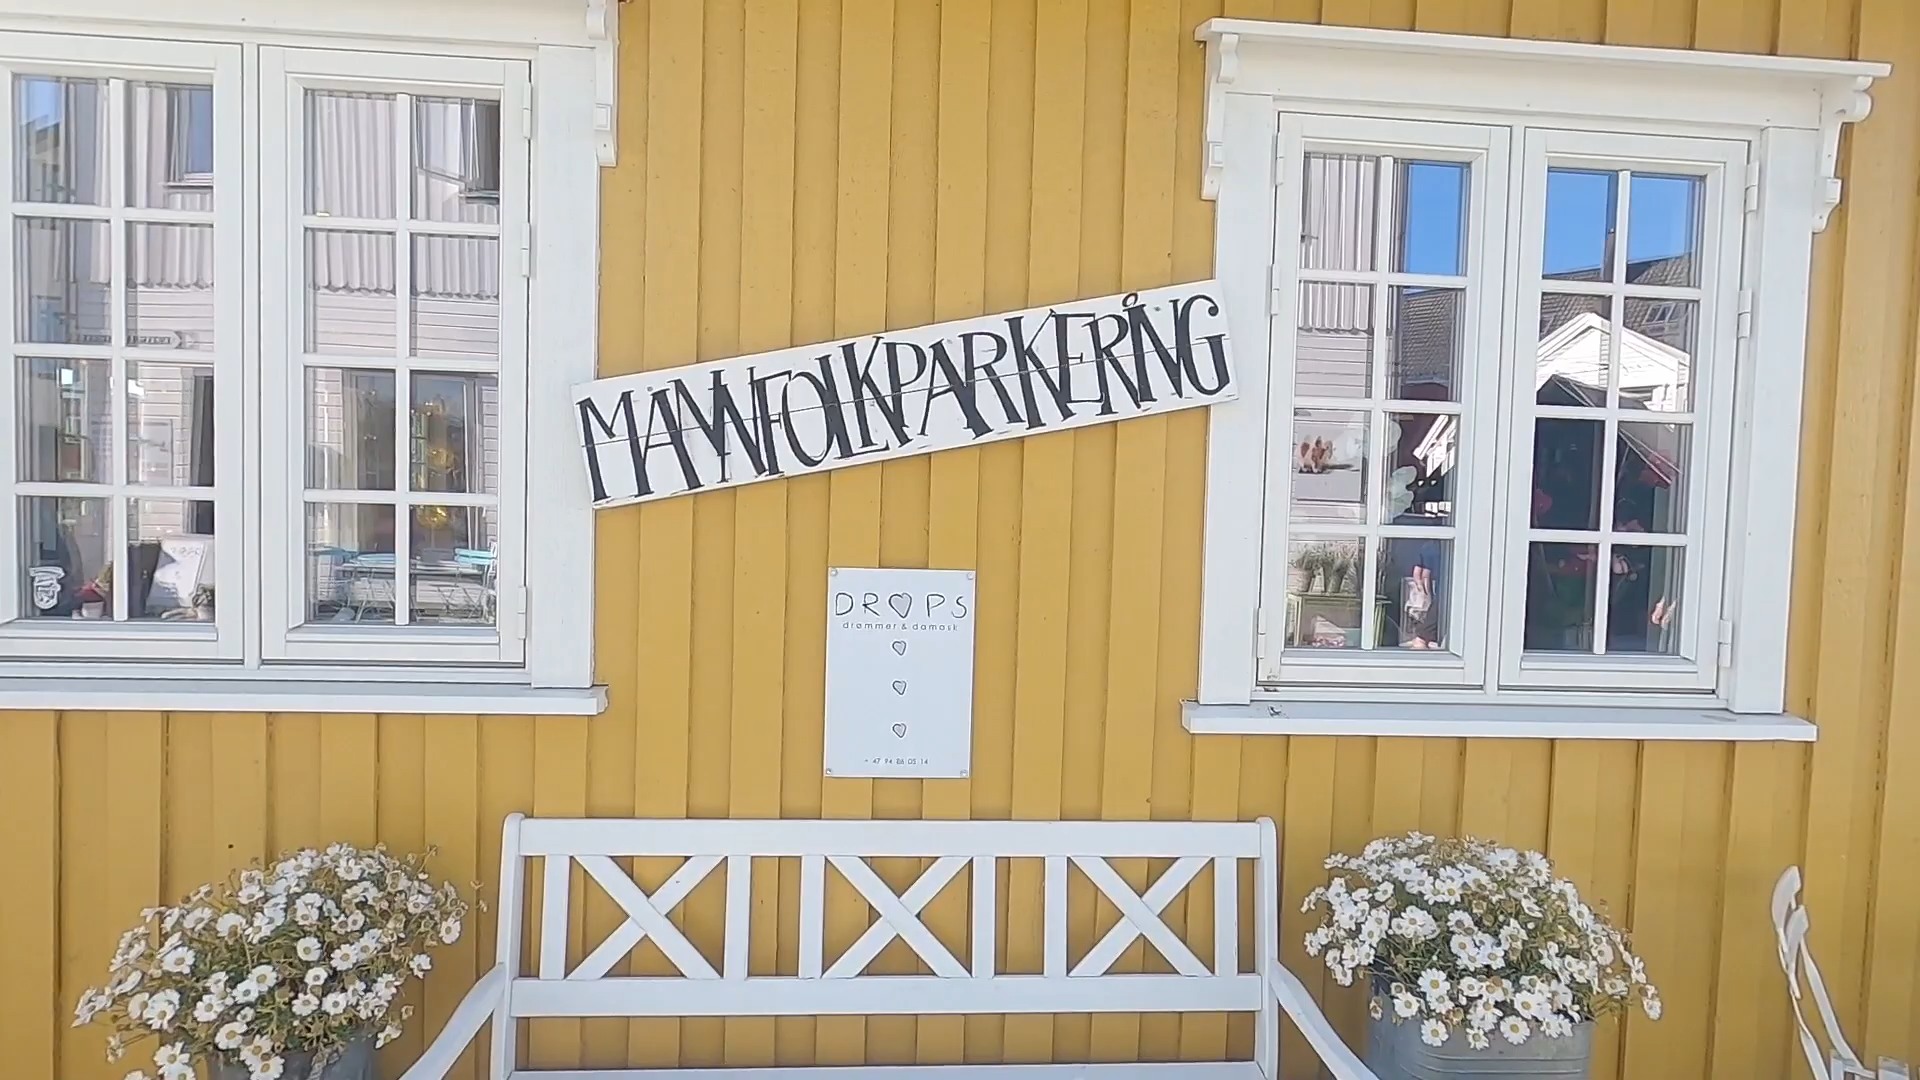 MANNFOLKPARKERING
DROPS
drømmer & damask
+ 47 94 86 05 14